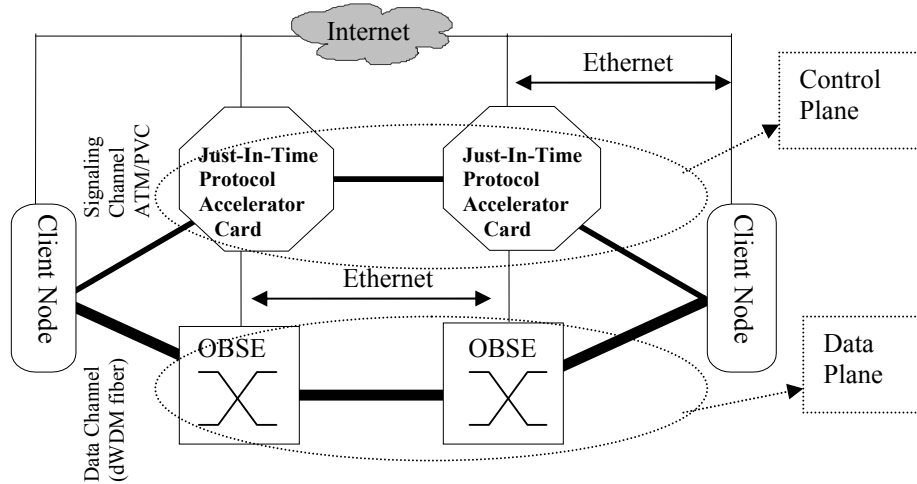 Internet
Ethernet
Control
Plane
Signaling
Channel
ATM/PVC
Just-In-Time
Protocol
Accelerator
Card
Just-In-Time
Protocol
Accelerator
Card
Client Node
Client Node
Ethernet
OBSE
OBSE
Data
Plane
Data Channel
(dWDM fiber)